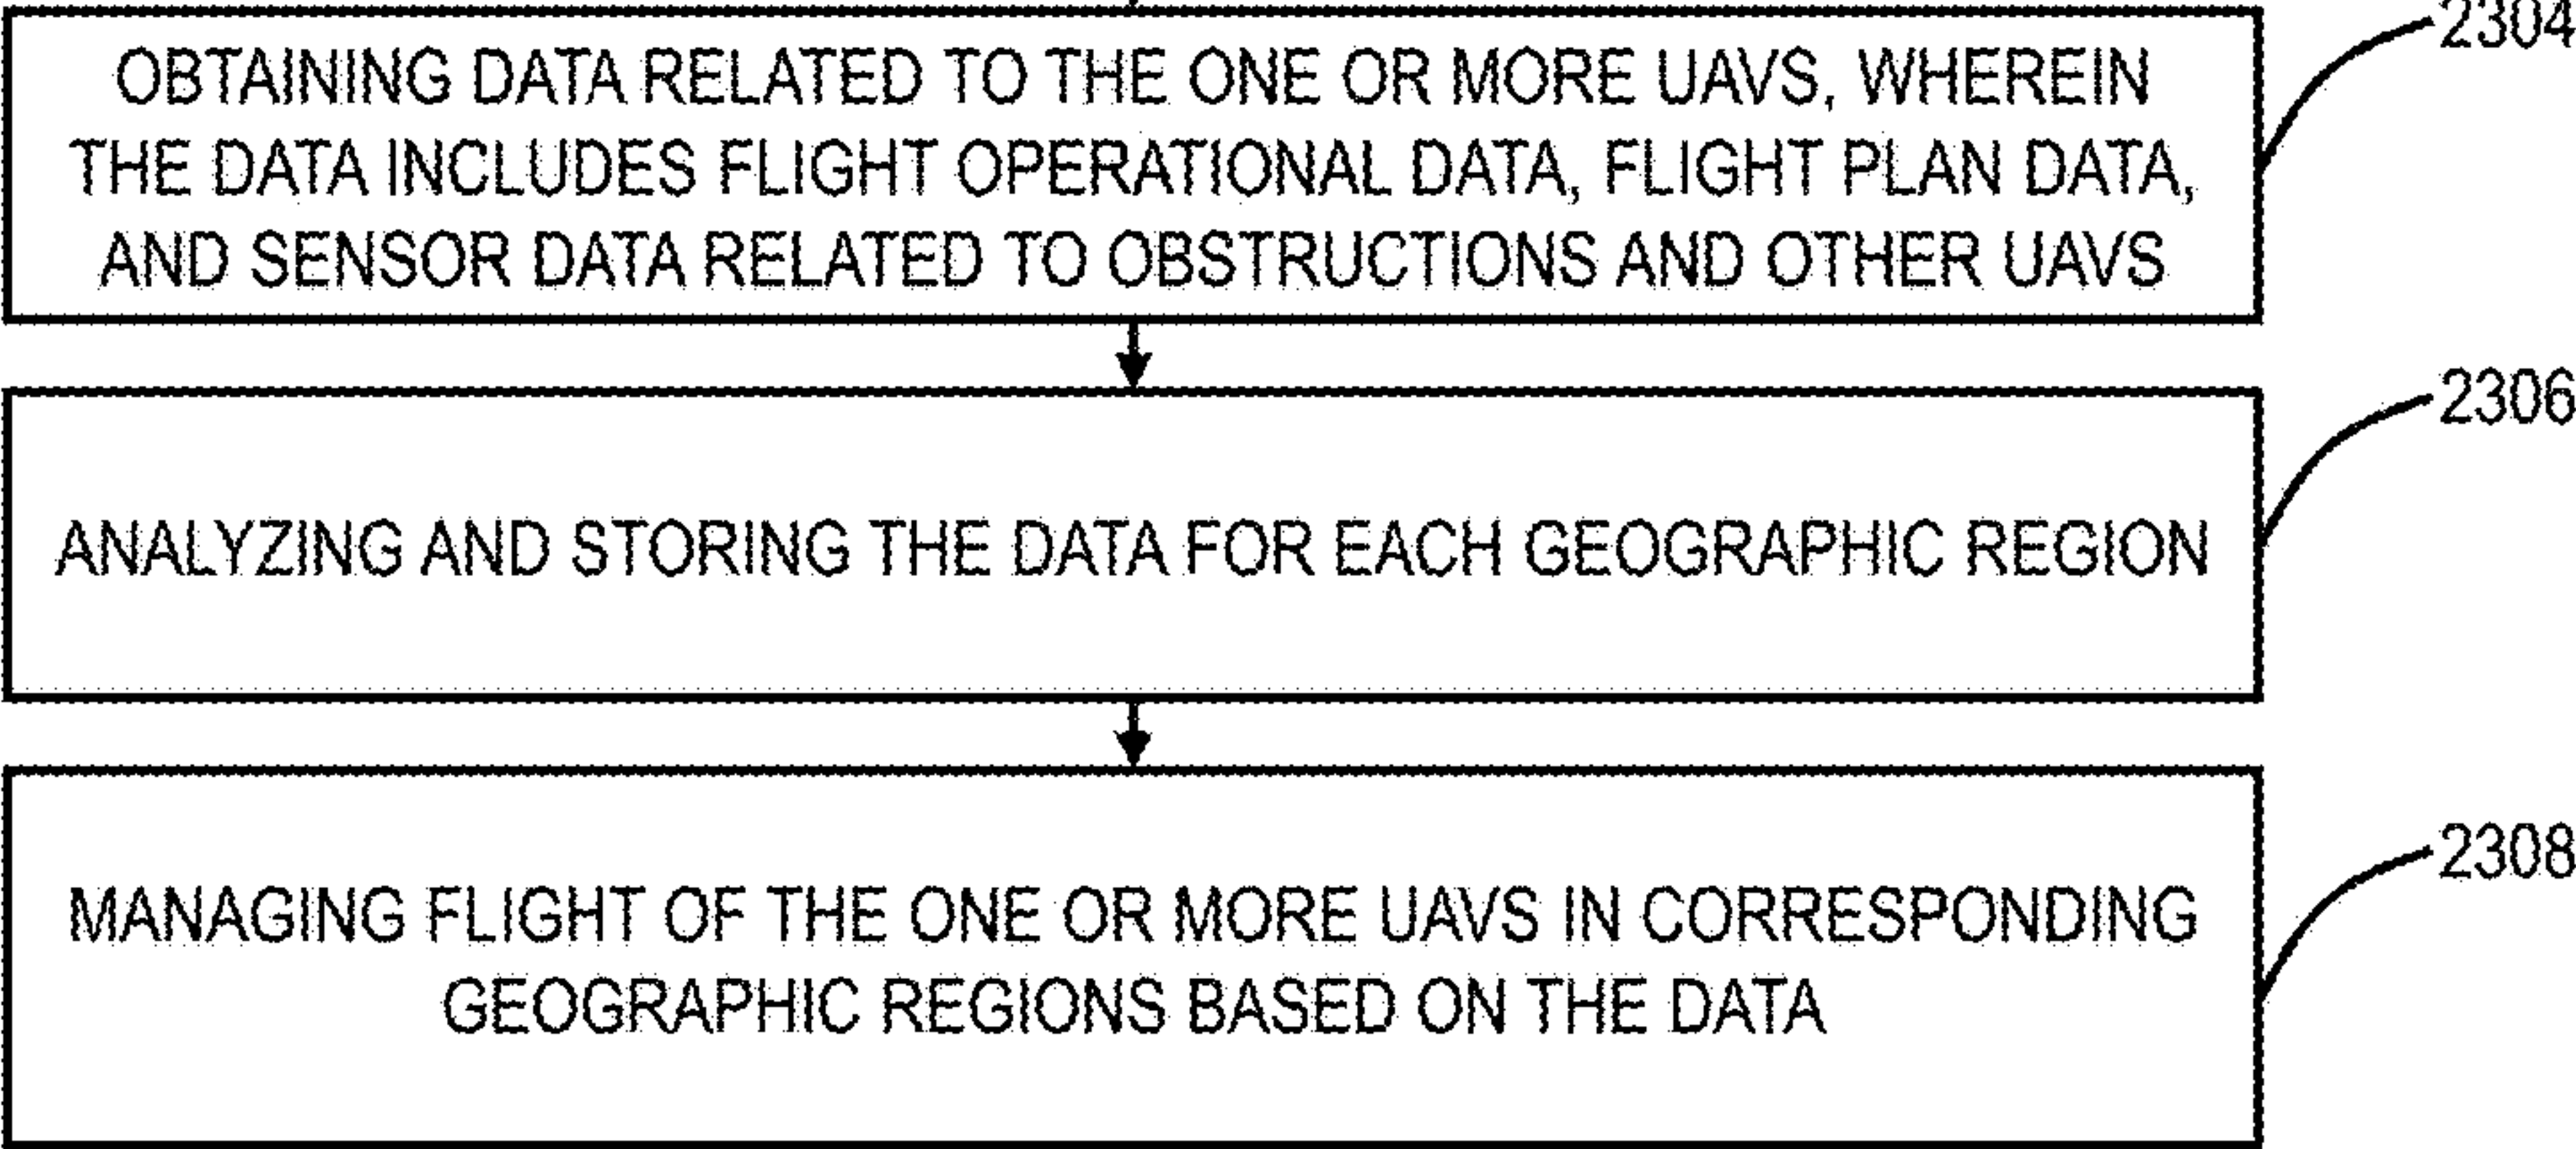 2304
OBTAINING DATA RELATED TO THE ONE OR MORE UAVS, WHEREIN
THE DATA INCLUDES FLIGHT OPERATIONAL DATA, FLIGHT PLAN DATA,
AND SENSOR DATA RELATED TO OBSTRUCTIONS AND OTHER UAVS
2306
ANALYZING AND STORING THE DATA FOR EACH GEOGRAPHIC REGION
2308
MANAGING FLIGHT OF THE ONE OR MORE UAVS IN CORRESPONDING
GEOGRAPHIC REGIONS BASED ON THE DATA